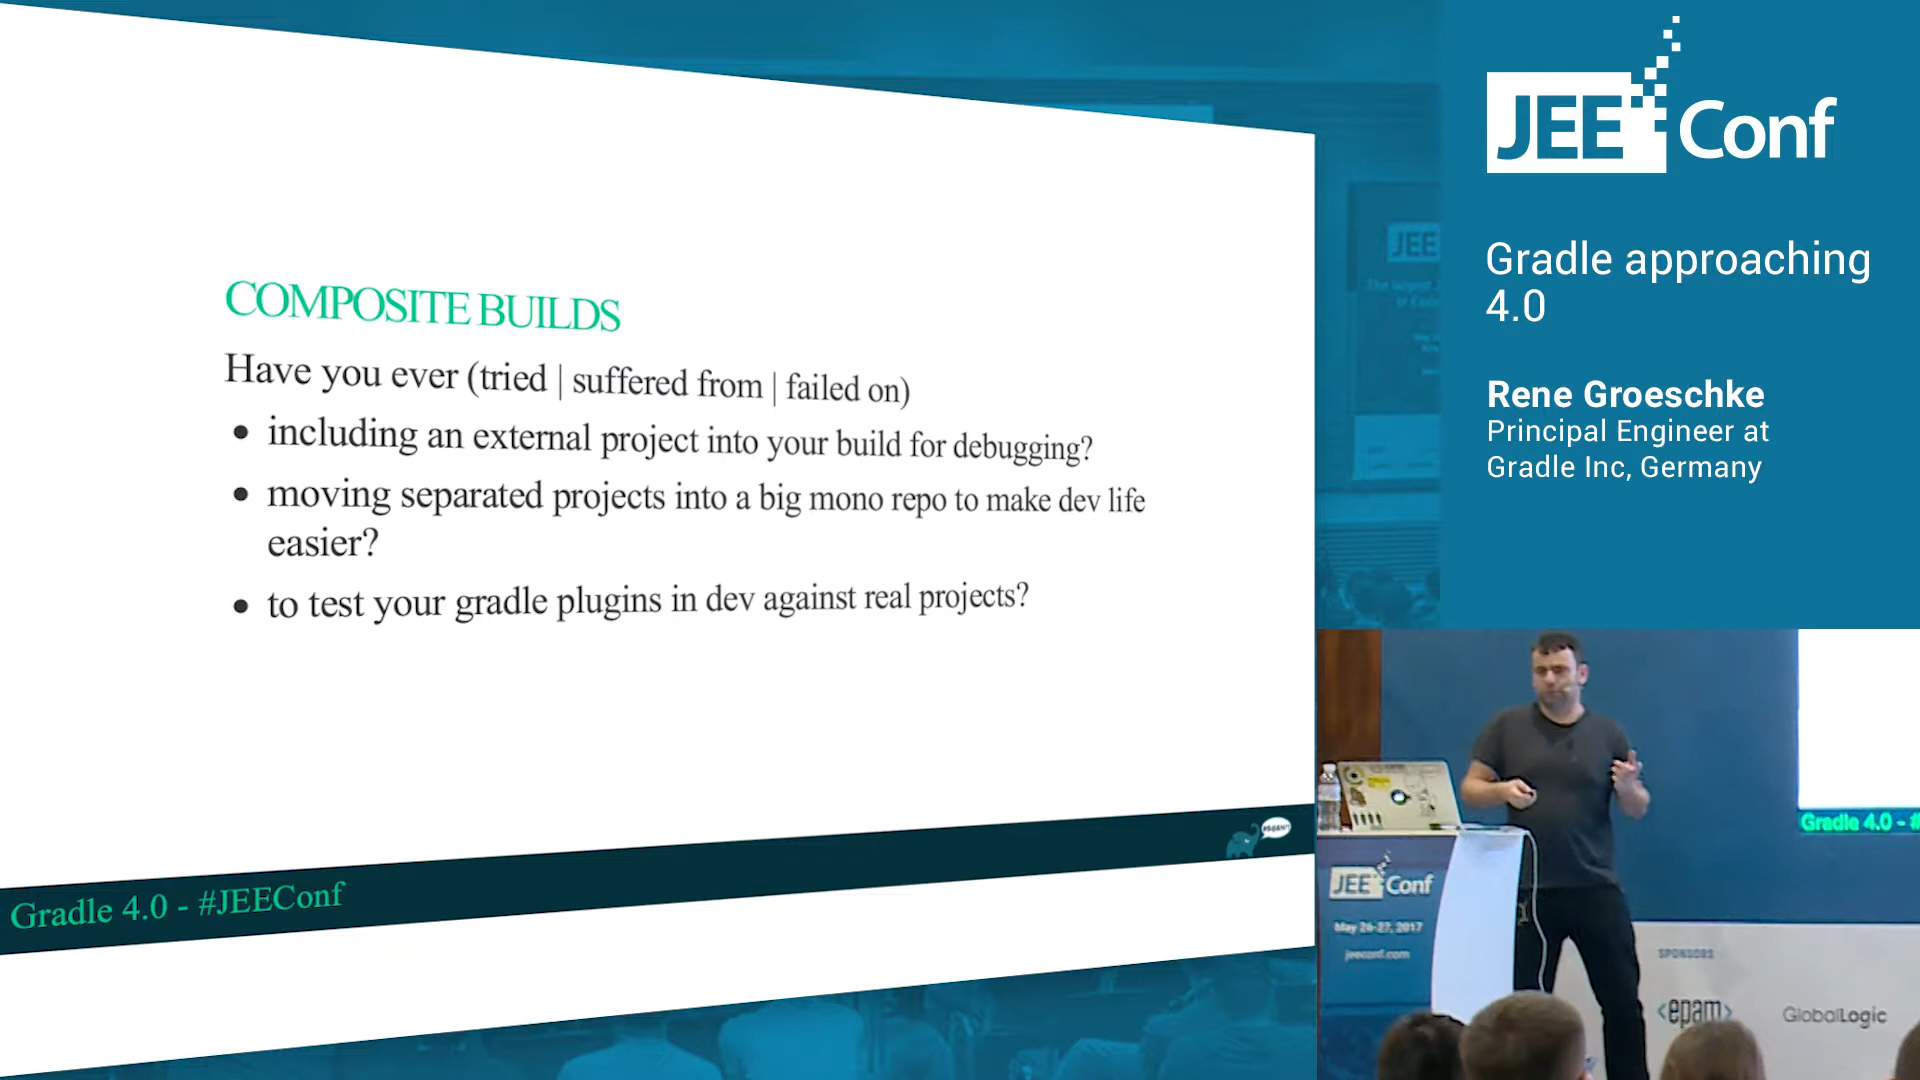 COMPOSITE BUILDS
Have you ever (tried | suffered from | failed on)
• including an external project into your build for debugging?
• moving separated projects into a big mono repo to make dev life
easier?
• to test your gradle plugins in dev against real projects?
Gradle 4.0 - #JEEConf
JEE Conf
Gradle approaching
4.0
Rene Groeschke
Principal Engineer at
Gradle Inc, Germany
JEE
Gradle 4.0 - #
JEE Conf
May 26-27, 2017
jeeconf.com
SPONSORS
<epam>
GlobalLogic